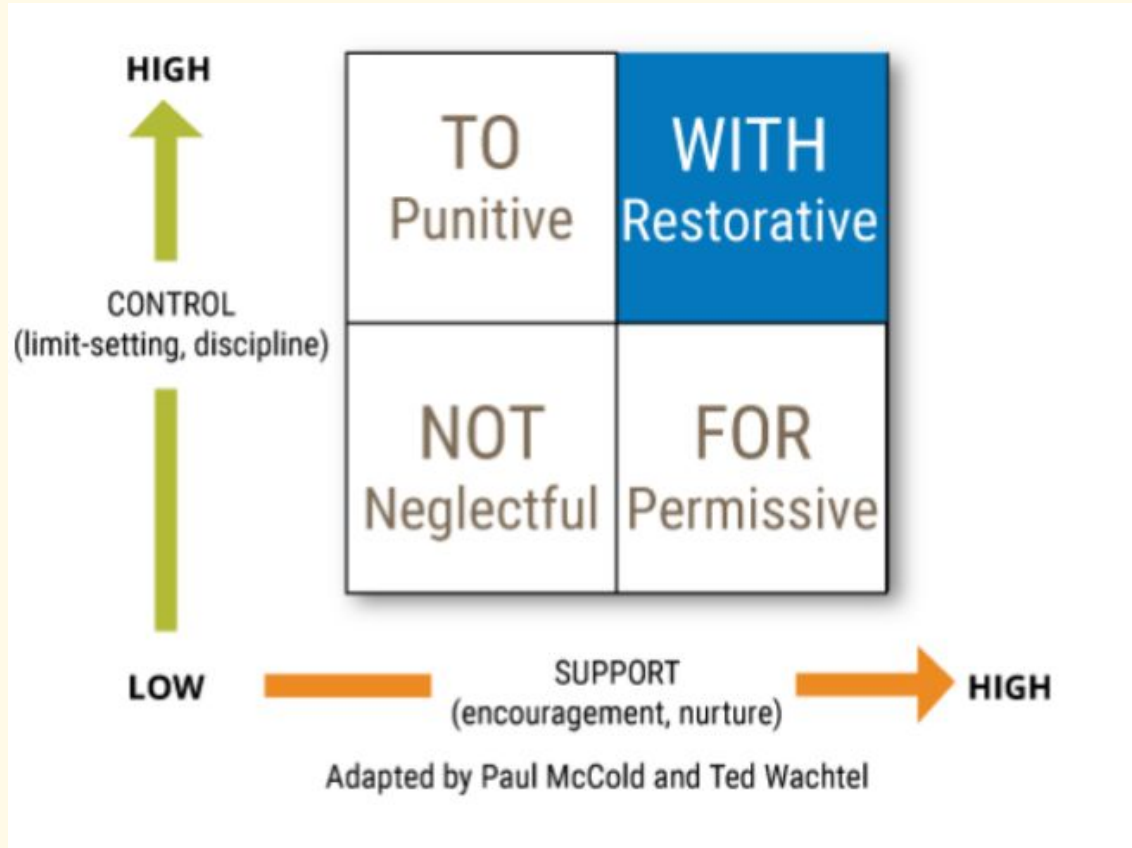 HIGH
TO
Punitive
WITH
Restorative
CONTROL
(limit-setting, discipline)
NOT
Neglectful
FOR
Permissive
LOW
SUPPORT
(encouragement, nurture)
HIGH
Adapted by Paul McCold and Ted Wachtel